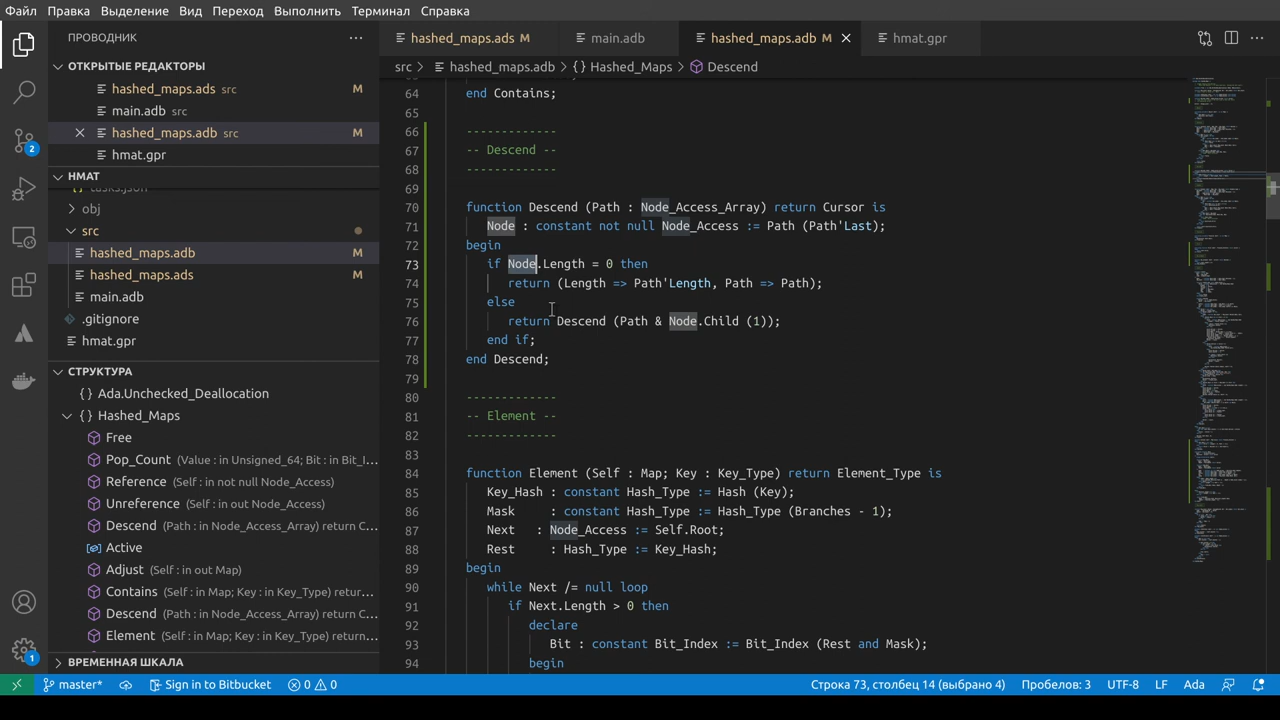 Файл Правка Выделение Вид Переход Выполнить Терминал Справка
ПРОВОДНИК ···
hashed_maps.ads M main.adb hashed_maps.adb M hmat.gpr
src > hashed_maps.adb > {} Hashed_Maps > Descend
ОТКРЫТЫЕ РЕДАКТОРЫ
hashed_maps.ads src M
main.adb
hashed_maps.adb src M
hmat.gpr
HMAT
tasks.json
obj
src
hashed_maps.adb M
hashed_maps.ads M
main.adb
.gitignore
hmat.gpr
СТРУКТУРА
{} Ada.Unchecked_Deallocation
{} Hashed_Maps
Free
Pop_Count (Value : in Unsigned_64; Bit : in Bit_I...
Reference (Self : in not null Node_Access)
Unreference (Self : in out Node_Access)
Descend (Path : in Node_Access_Array) return C...
Active
Adjust (Self : in out Map)
Contains (Self : in Map; Key : in Key_Type) retur...
Descend (Path : in Node_Access_Array) return C...
Element (Self : in Map; Key : in Key_Type) return...
ВРЕМЕННАЯ ШКАЛА
64 end Contains;
65
66 -------------
67 -- Descend --
68 -------------
69
70 function Descend (Path : Node_Access_Array) return Cursor is
71 Node : constant not null Node_Access := Path (Path'Last);
72 begin
73 if Node.Length = 0 then
74 return (Length => Path'Length, Path => Path);
75 else
76 return Descend (Path & Node.Child (1));
77 end if;
78 end Descend;
79
80 -------------
81 -- Element --
82 -------------
83
84 function Element (Self : Map; Key : Key_Type) return Element_Type is
85 Key_Hash : constant Hash_Type := Hash (Key);
86 Mask : constant Hash_Type := Hash_Type (Branches - 1);
87 Next : Node_Access := Self.Root;
88 Rest : Hash_Type := Key_Hash;
89 begin
90 while Next /= null loop
91 if Next.Length > 0 then
92 declare
93 Bit : constant Bit_Index := Bit_Index (Rest and Mask);
94 begin
2
1
master* Sign in to Bitbucket 0 0 Строка 73, столбец 14 (выбрано 4) Пробелов: 3 UTF-8 LF Ada